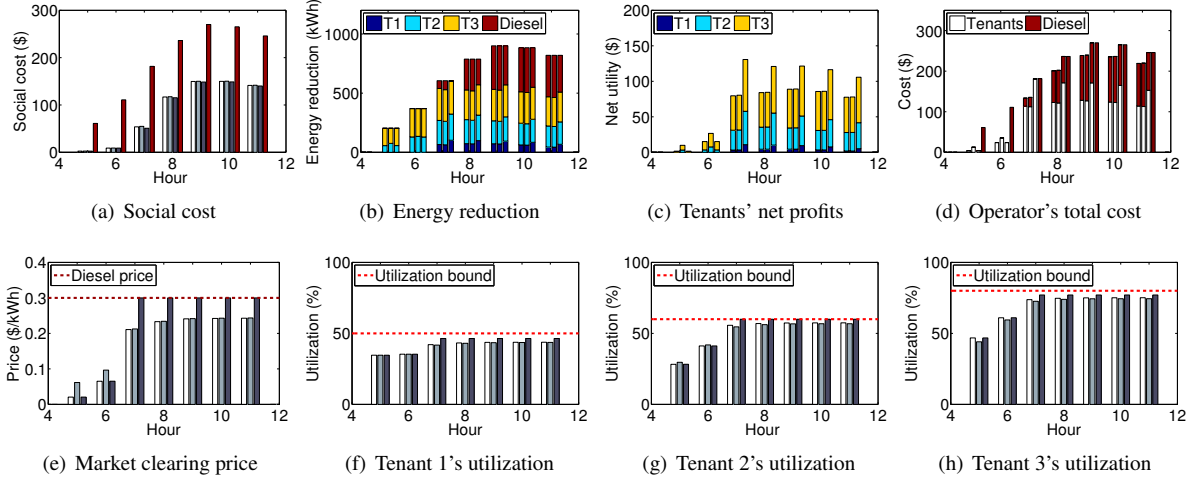 300
200
100
0
4 6 8 10 12
Social cost ($)
Hour
(a) Social cost
T1 T2 T3 Diesel
1000
500
0
4 6 8 10 12
Energy reduction (kWh)
Hour
(b) Energy reduction
T1 T2 T3 Diesel
200
150
100
50
0
4 6 8 10 12
Net utility ($)
Hour
(c) Tenants' net profits
Tenants Diesel
300
200
100
0
4 6 8 10 12
Cost ($)
Hour
(d) Operator's total cost
Diesel price
0.4
0.3
0.2
0.1
0
4 6 8 10 12
Price ($/kWh)
Hour
(e) Market clearing price
Utilization bound
100
50
0
4 6 8 10 12
Utilization (%)
Hour
(f) Tenant 1's utilization
Utilization bound
100
50
0
4 6 8 10 12
Utilization (%)
Hour
(g) Tenant 2's utilization
Utilization bound
100
50
0
4 6 8 10 12
Utilization (%)
Hour
(h) Tenant 3's utilization